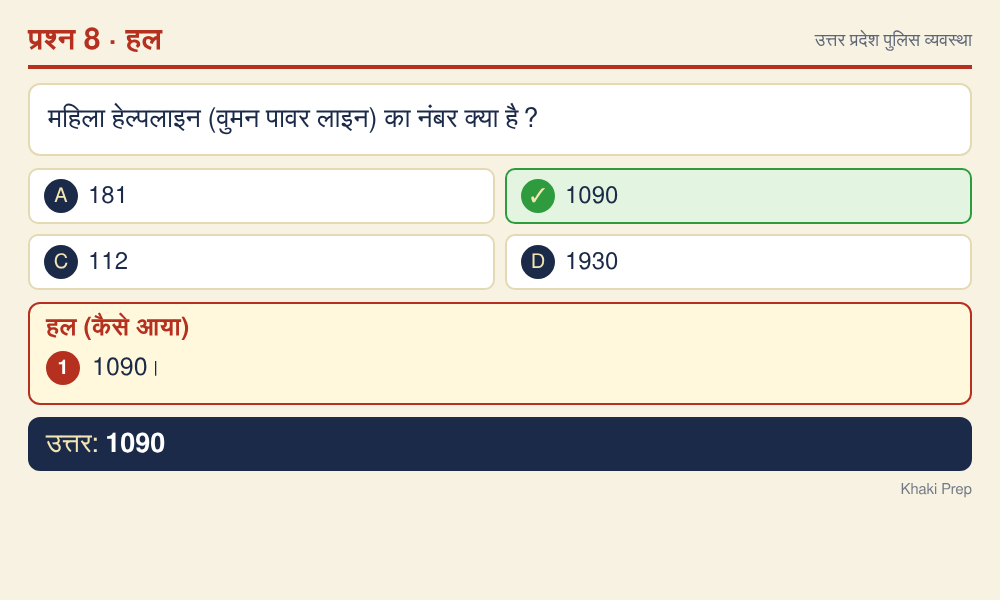 प्रश्न 8 · हल
उत्तर प्रदेश पुलिस व्यवस्था
महिला हेल्पलाइन (वुमन पावर लाइन) का नंबर क्या है ?
A 181
✓ 1090
C 112
D 1930
हल (कैसे आया)
1 1090।
उत्तर: 1090
Khaki Prep